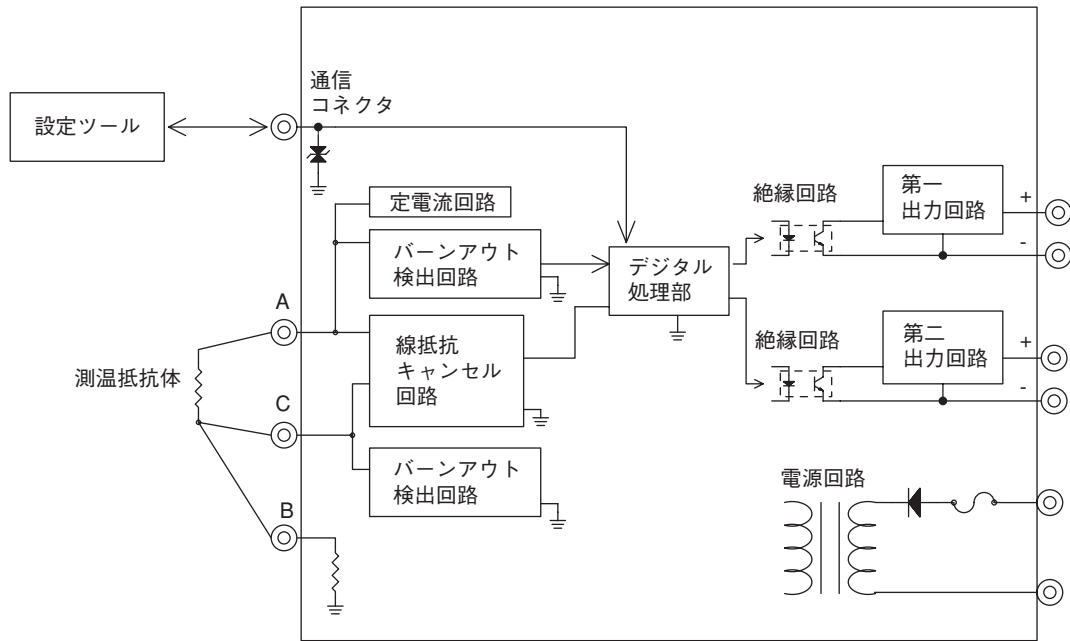 通信
コネクタ
設定ツール
定電流回路
バーンアウト
検出回路
デジタル
処理部
絶縁回路
第一
出力回路
+
-
A
線抵抗
キャンセル
回路
絶縁回路
第二
出力回路
+
-
測温抵抗体
C
バーンアウト
検出回路
B
電源回路